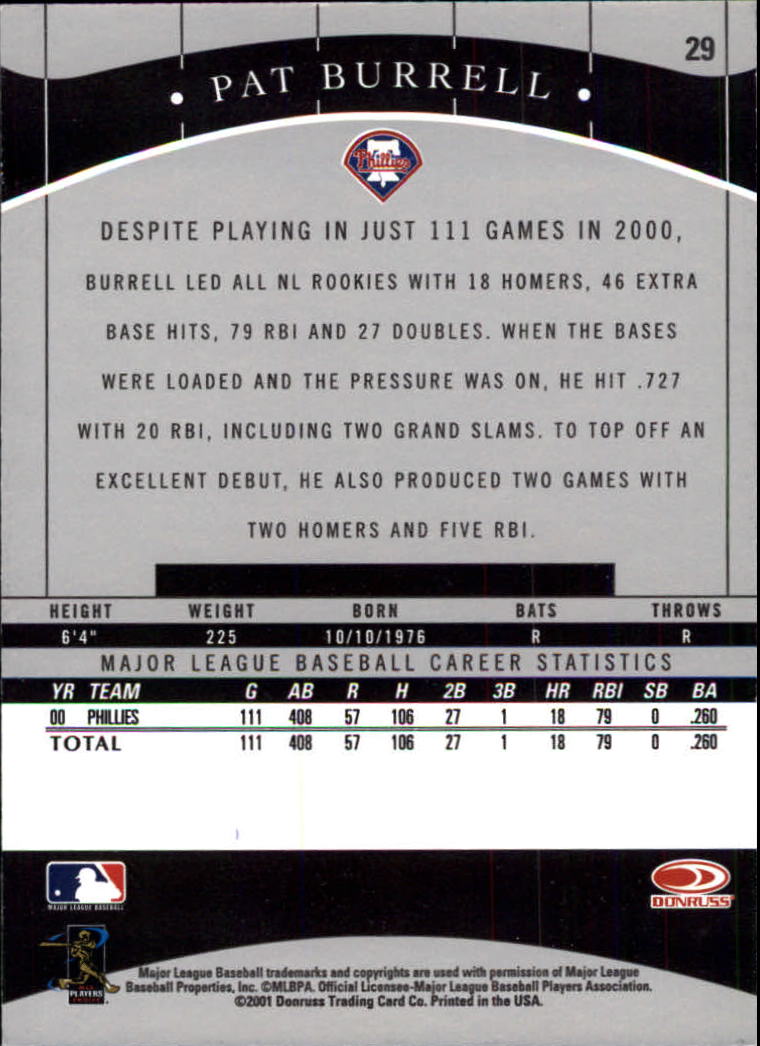 29
• PAT BURRELL •
Phillies
DESPITE PLAYING IN JUST 111 GAMES IN 2000,
BURRELL LED ALL NL ROOKIES WITH 18 HOMERS, 46 EXTRA
BASE HITS, 79 RBI AND 27 DOUBLES. WHEN THE BASES
WERE LOADED AND THE PRESSURE WAS ON, HE HIT .727
WITH 20 RBI, INCLUDING TWO GRAND SLAMS. TO TOP OFF AN
EXCELLENT DEBUT, HE ALSO PRODUCED TWO GAMES WITH
TWO HOMERS AND FIVE RBI.
HEIGHT WEIGHT BORN BATS THROWS
6'4" 225 10/10/1976 R R
MAJOR LEAGUE BASEBALL CAREER STATISTICS
YR TEAM G AB R H 2B 3B HR RBI SB BA
00 PHILLIES 111 408 57 106 27 1 18 79 0 .260
TOTAL 111 408 57 106 27 1 18 79 0 .260
MAJOR LEAGUE BASEBALL
DONRUSS
PLAYERS
CHOICE
Major League Baseball trademarks and copyrights are used with permission of Major League
Baseball Properties, Inc. ©MLBPA. Official Licensee-Major League Baseball Players Association.
©2001 Donruss Trading Card Co. Printed in the USA.